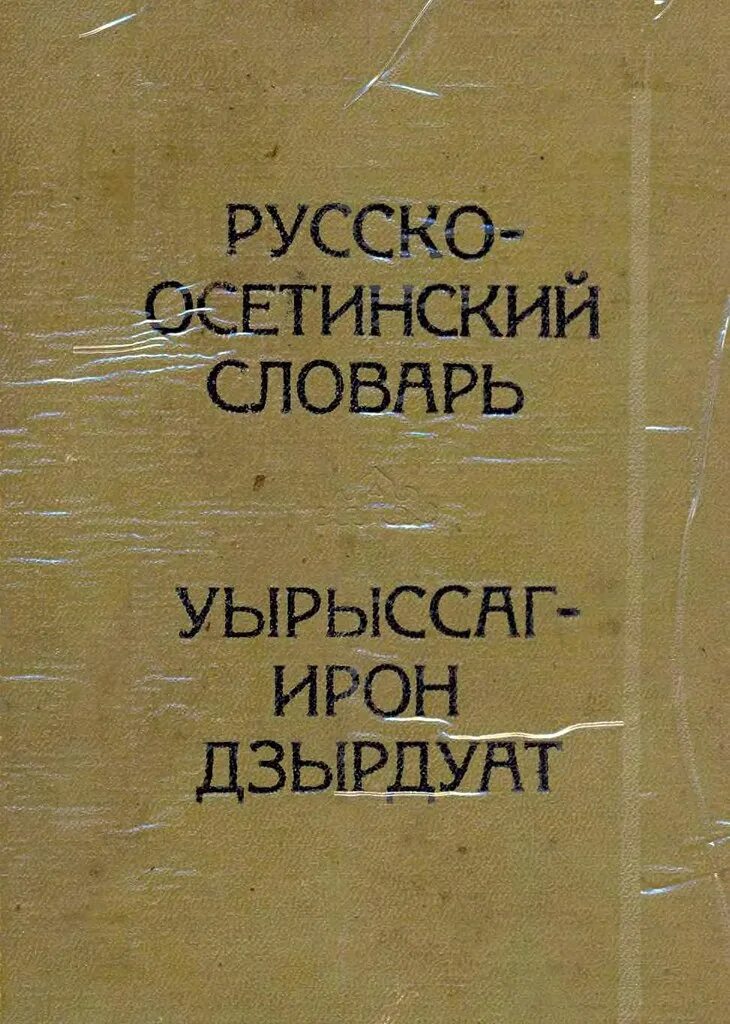 РУССКО-
ОСЕТИНСКИЙ
СЛОВАРЬ
УЫРЫССАГ-
ИРОН
ДЗЫРДУАТ